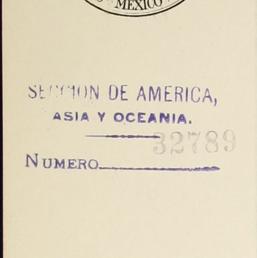 MEXICO
SECCION DE AMERICA,
ASIA Y OCEANIA.
32789
NUMERO